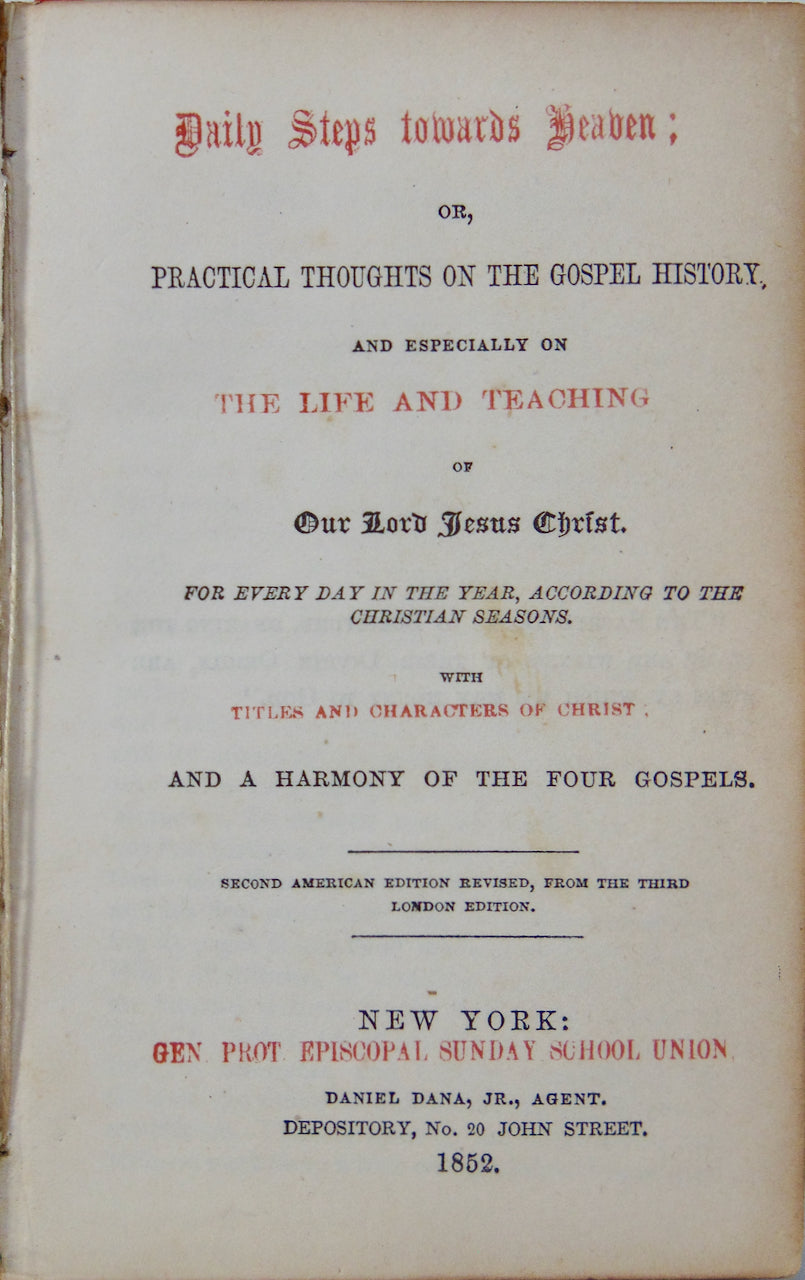 Daily Steps towards Heaven;
OR,
PRACTICAL THOUGHTS ON THE GOSPEL HISTORY,
AND ESPECIALLY ON
THE LIFE AND TEACHING
OF
Our Lord Jesus Christ.
FOR EVERY DAY IN THE YEAR, ACCORDING TO THE
CHRISTIAN SEASONS.
WITH
TITLES AND CHARACTERS OF CHRIST;
AND A HARMONY OF THE FOUR GOSPELS.
SECOND AMERICAN EDITION REVISED, FROM THE THIRD
LONDON EDITION.
NEW YORK:
GEN. PROT. EPISCOPAL SUNDAY SCHOOL UNION.
DANIEL DANA, JR., AGENT.
DEPOSITORY, No. 20 JOHN STREET.
1852.